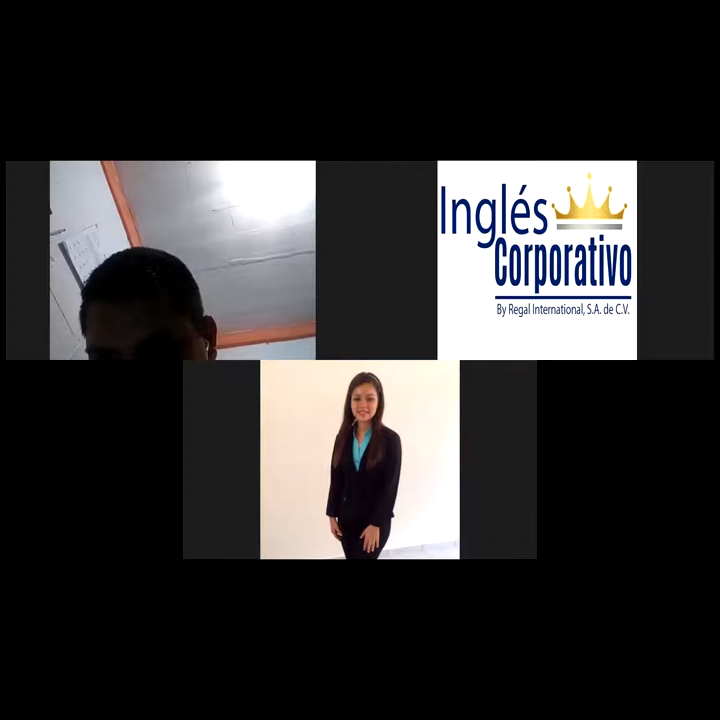 Inglés
Corporativo
By Regal International, S.A. de C.V.